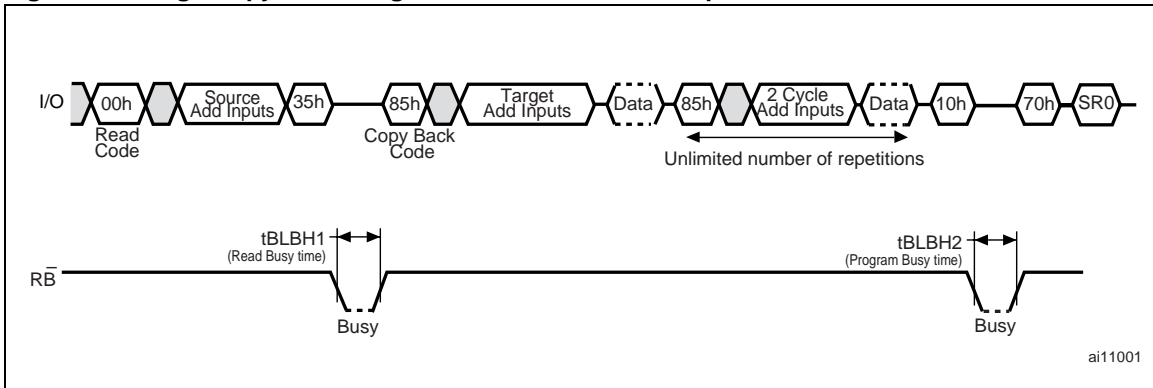 I/O 00h Source Add Inputs 35h 85h Target Add Inputs Data 85h 2 Cycle Add Inputs Data 10h 70h SR0
Read Code
Copy Back Code
Unlimited number of repetitions
tBLBH1
(Read Busy time)
tBLBH2
(Program Busy time)
RB̅
Busy
Busy
ai11001